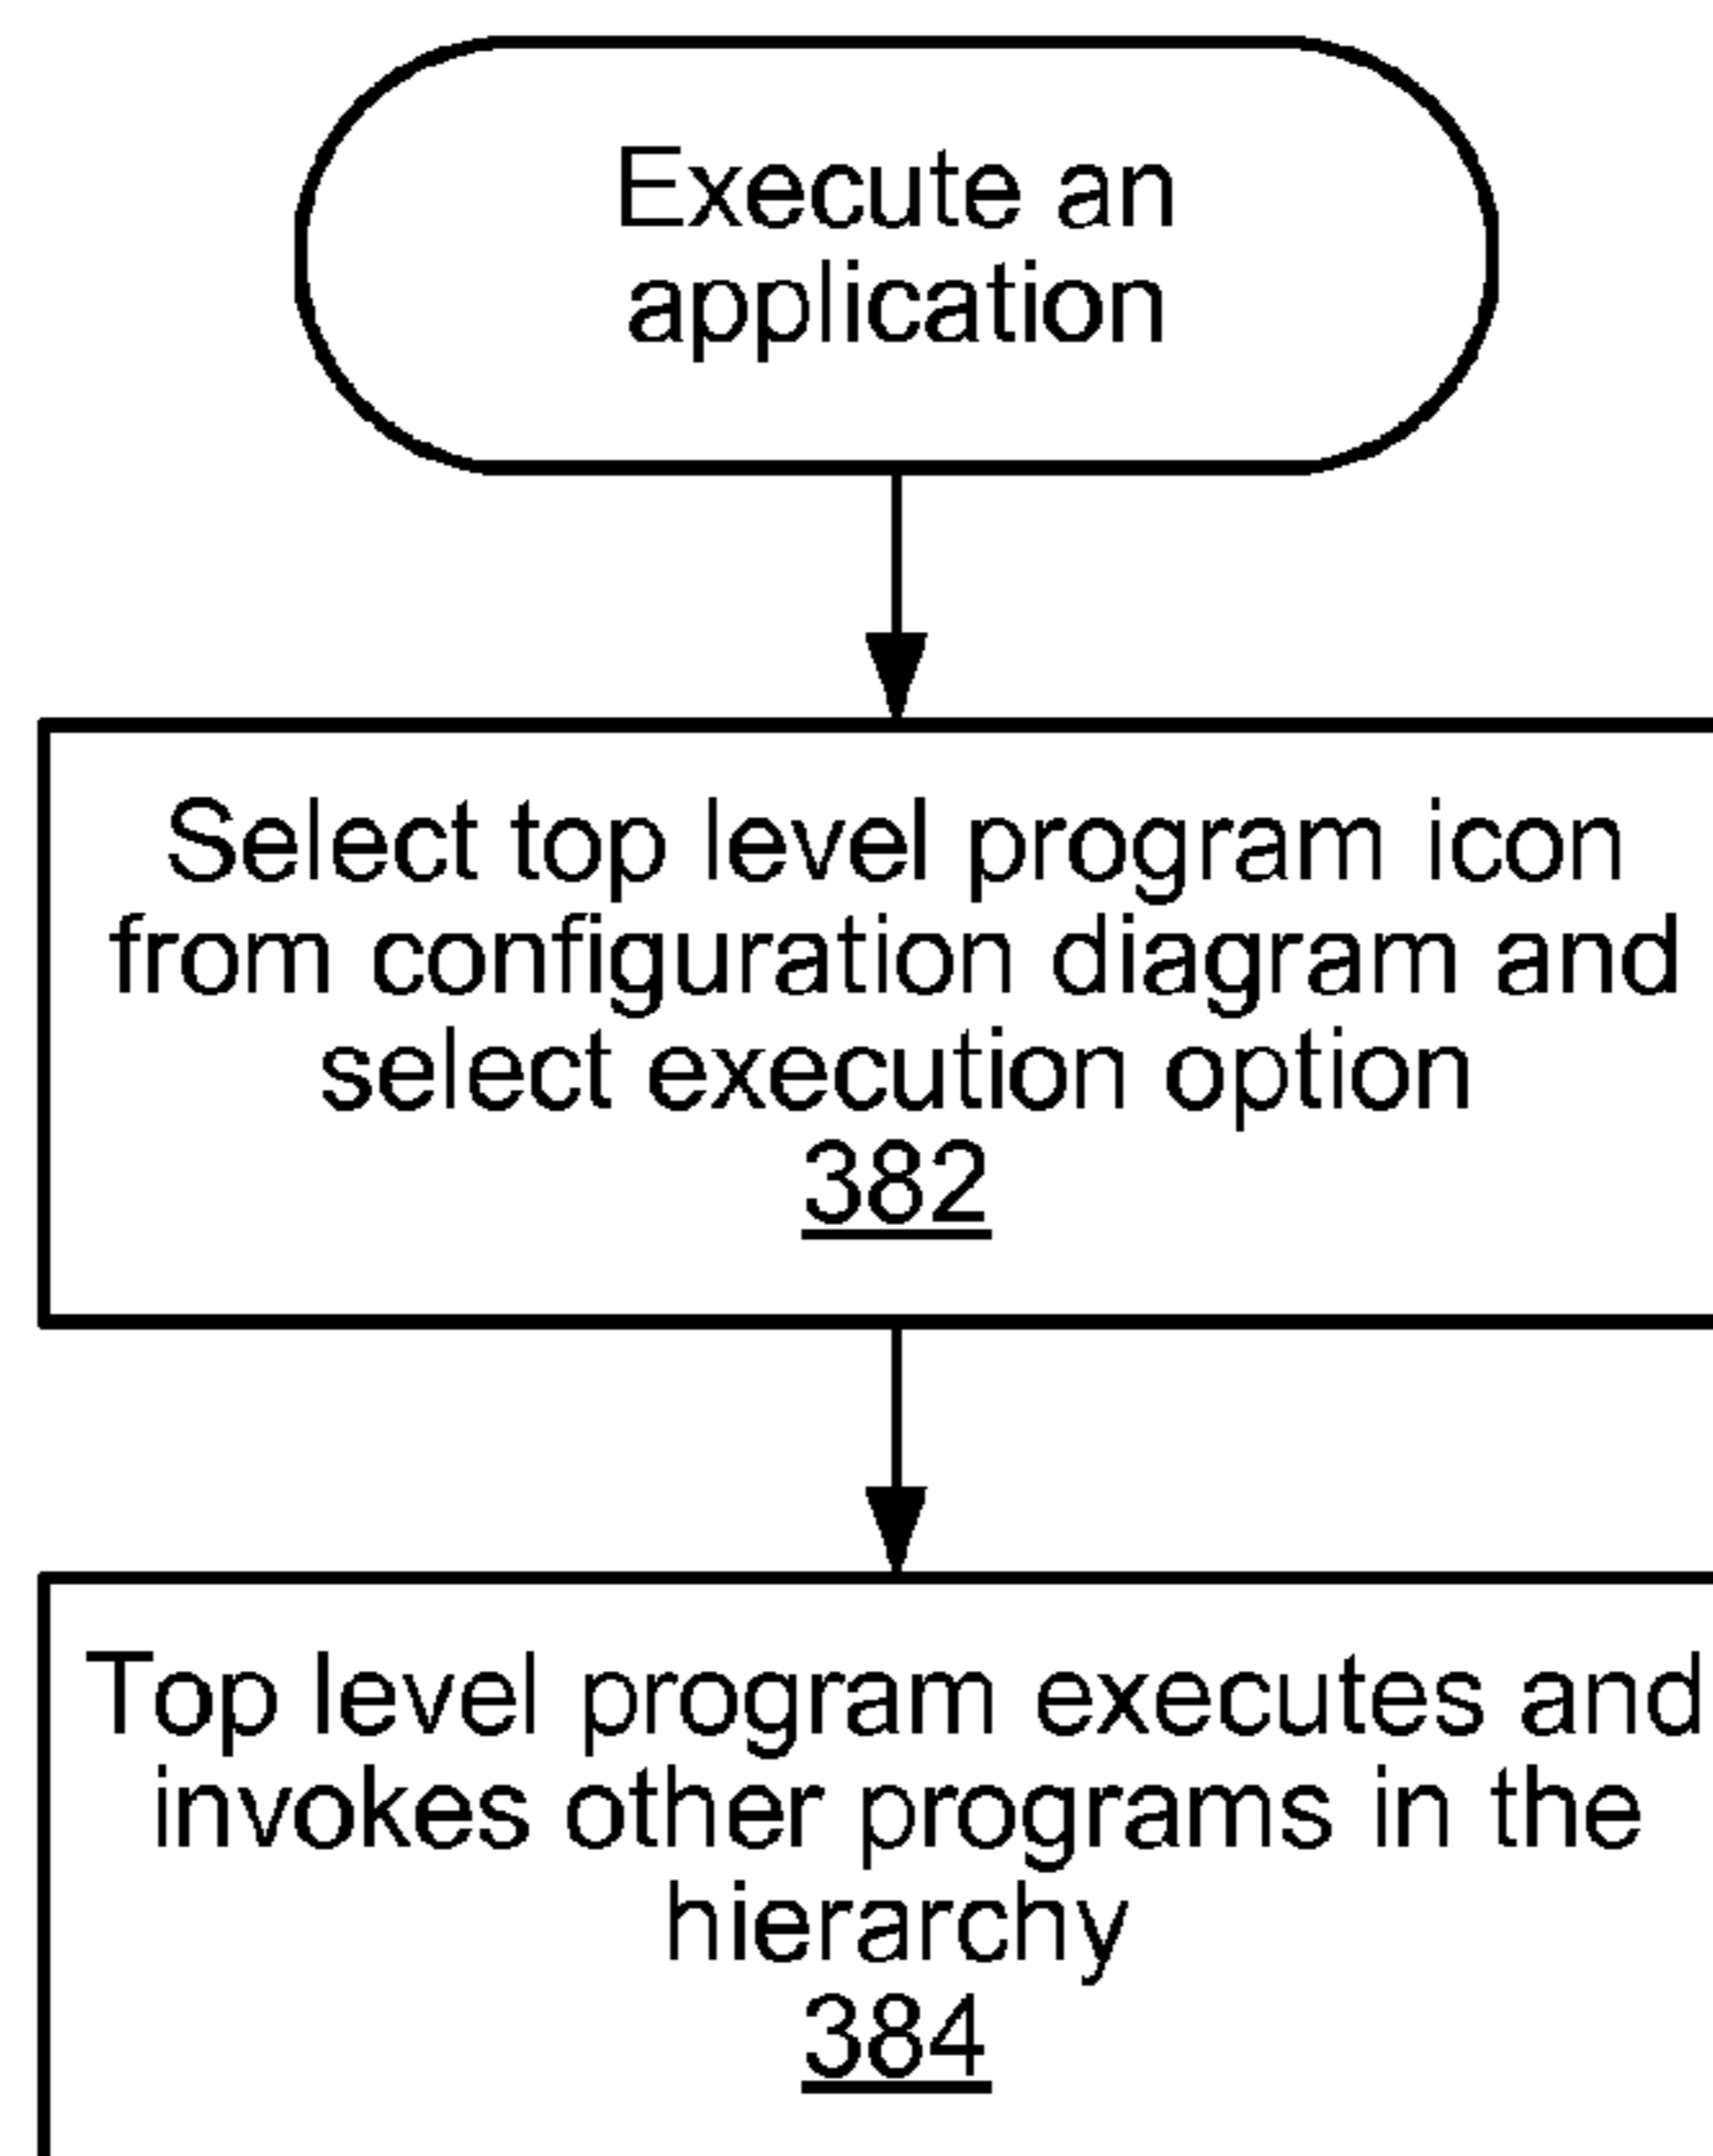 Execute an
application
Select top level program icon
from configuration diagram and
select execution option
382
Top level program executes and
invokes other programs in the
hierarchy
384